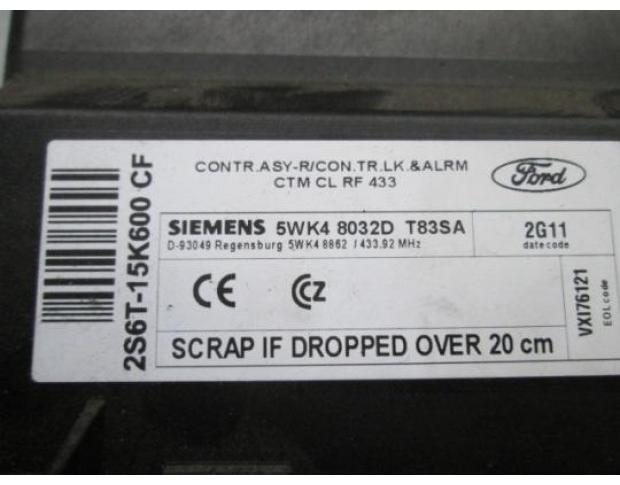 2S6T-15K600 CF
CONTR.ASY-R/CON.TR.LK.&ALRM
CTM CL RF 433
Ford
SIEMENS 5WK4 8032D T83SA
D-93049 Regensburg 5WK4 8862 / 433.92 MHz
2G11
date code
CE CZ
VXI76121
EOL code
SCRAP IF DROPPED OVER 20 cm